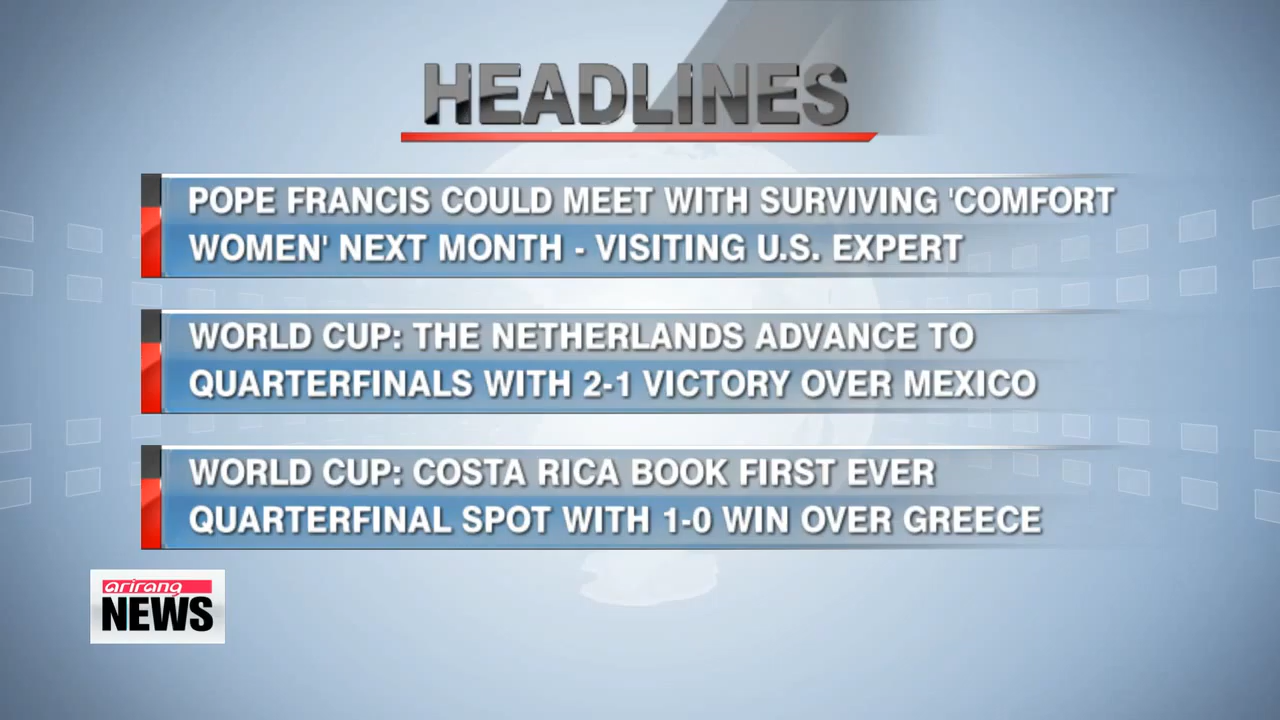 HEADLINES
POPE FRANCIS COULD MEET WITH SURVIVING 'COMFORT
WOMEN' NEXT MONTH - VISITING U.S. EXPERT
WORLD CUP: THE NETHERLANDS ADVANCE TO
QUARTERFINALS WITH 2-1 VICTORY OVER MEXICO
WORLD CUP: COSTA RICA BOOK FIRST EVER
QUARTERFINAL SPOT WITH 1-0 WIN OVER GREECE
arirang
NEWS